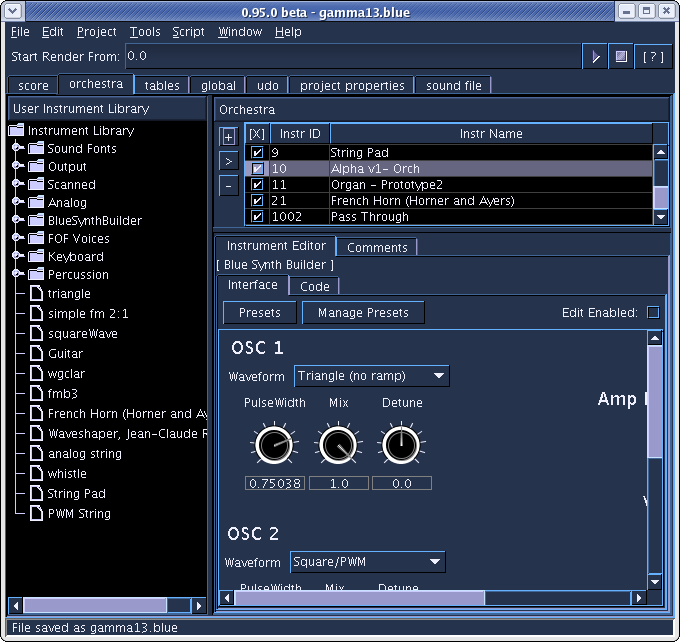 0.95.0 beta - gamma13.blue
File Edit Project Tools Script Window Help
Start Render From: 0.0 [ ? ]
score orchestra tables global udo project properties sound file
User Instrument Library
Instrument Library
Sound Fonts
Output
Scanned
Analog
BlueSynthBuilder
FOF Voices
Keyboard
Percussion
triangle
simple fm 2:1
squareWave
Guitar
wgclar
fmb3
French Horn (Horner and Ay
Waveshaper, Jean-Claude R
analog string
whistle
String Pad
PWM String
Orchestra
+
>
-
[X] Instr ID Instr Name
9 String Pad
10 Alpha v1- Orch
11 Organ - Prototype2
21 French Horn (Horner and Ayers)
1002 Pass Through
Instrument Editor Comments
[ Blue Synth Builder ]
Interface Code
Presets Manage Presets Edit Enabled:
OSC 1
Waveform Triangle (no ramp)
Amp
PulseWidth Mix Detune
0.75038 1.0 0.0
OSC 2
Waveform Square/PWM
PulseWidth Mix Detune
File saved as gamma13.blue